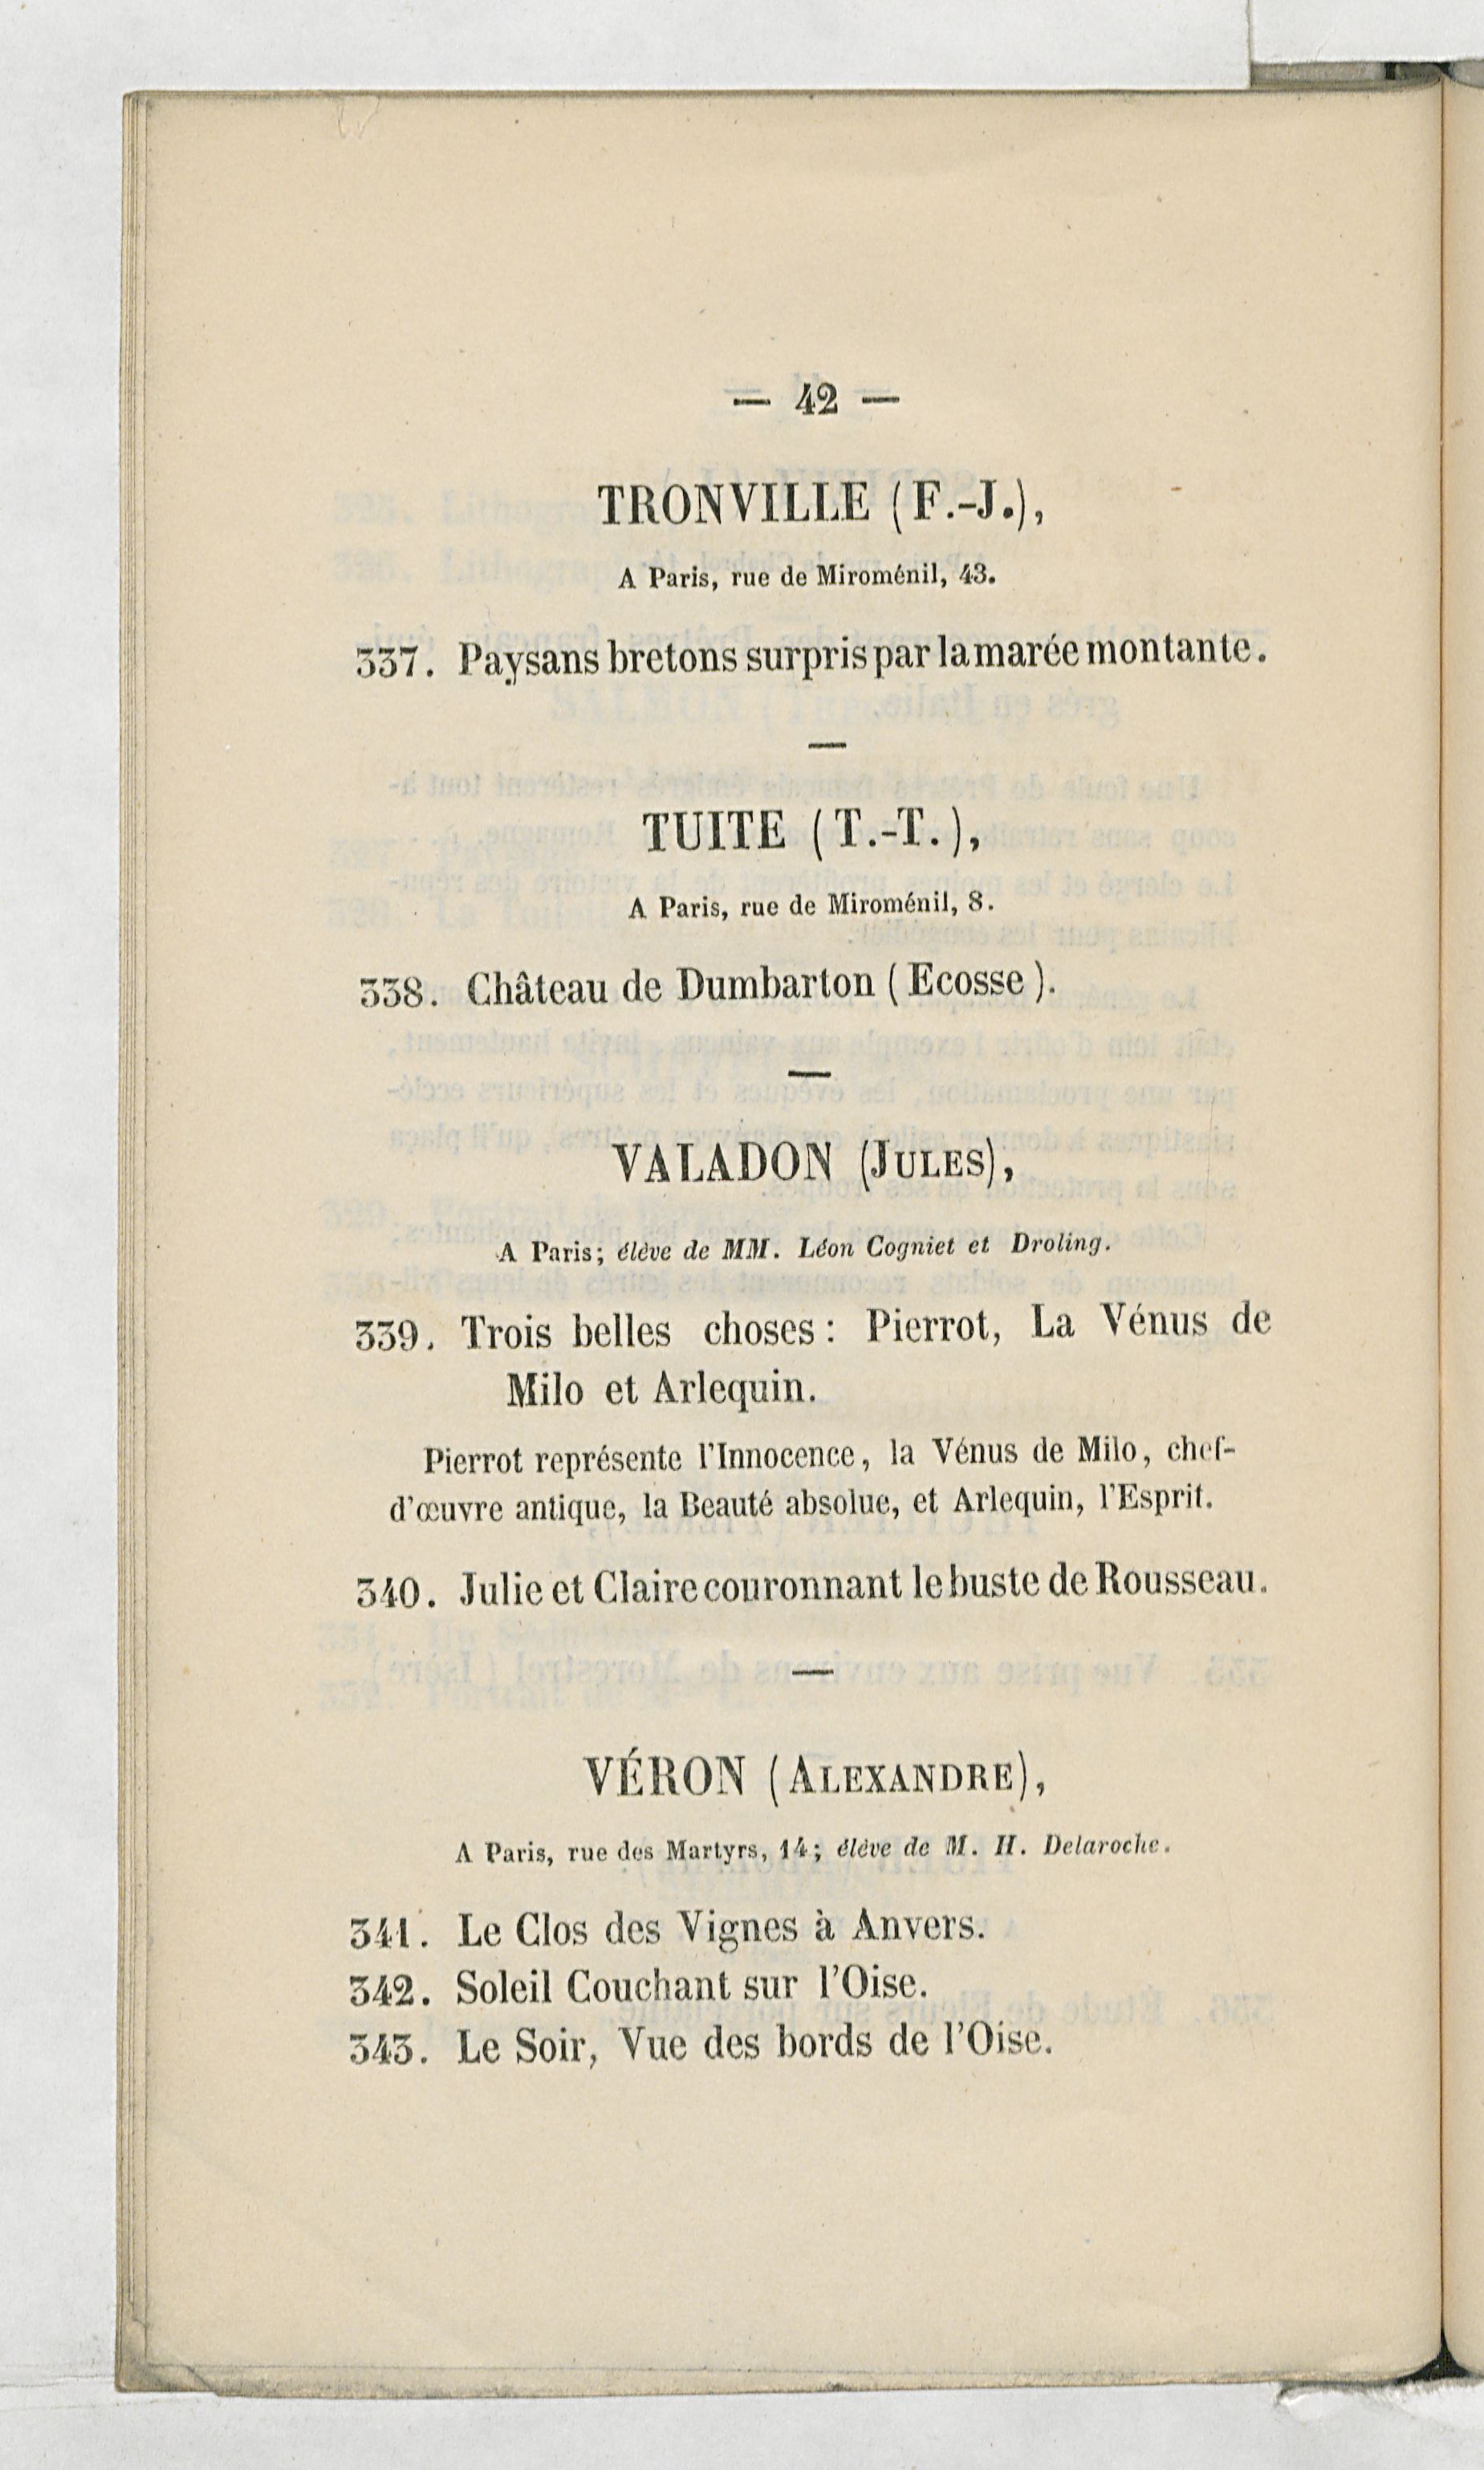 — 42 —
TRONVILLE (F.-J.),
A Paris, rue de Miroménil, 43.
337. Paysans bretons surpris par la marée montante.
TUITE (T.-T.),
A Paris, rue de Miroménil, 8.
338. Château de Dumbarton (Ecosse).
VALADON (JULES),
A Paris; élève de MM. Léon Cogniet et Droling.
339. Trois belles choses: Pierrot, La Vénus de
Milo et Arlequin.
Pierrot représente l'Innocence, la Vénus de Milo, chef-
d'œuvre antique, la Beauté absolue, et Arlequin, l'Esprit.
340. Julie et Claire couronnant le buste de Rousseau.
VÉRON (ALEXANDRE),
A Paris, rue des Martyrs, 14; élève de M. H. Delaroche.
341. Le Clos des Vignes à Anvers.
342. Soleil Couchant sur l'Oise.
343. Le Soir, Vue des bords de l'Oise.